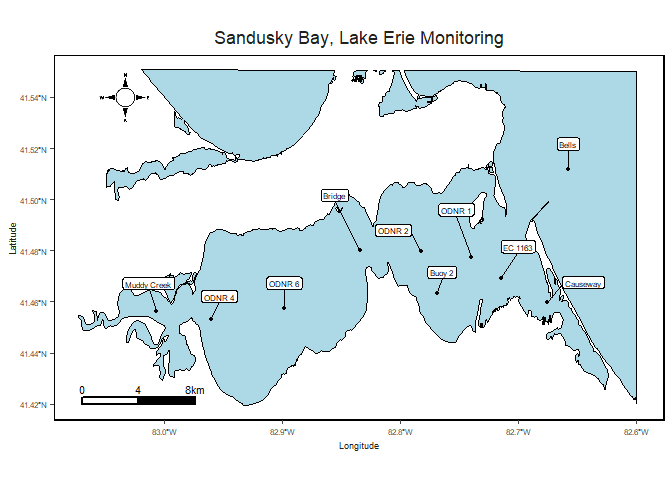 Sandusky Bay, Lake Erie Monitoring
41.54°N
41.52°N
41.50°N
41.48°N
41.46°N
41.44°N
41.42°N
Latitude
N
Bells
Bridge
ODNR 1
ODNR 2
EC 1163
Buoy 2
Muddy Creek
ODNR 6
Causeway
ODNR 4
0 4 8km
83.0°W 82.9°W 82.8°W 82.7°W 82.6°W
Longitude